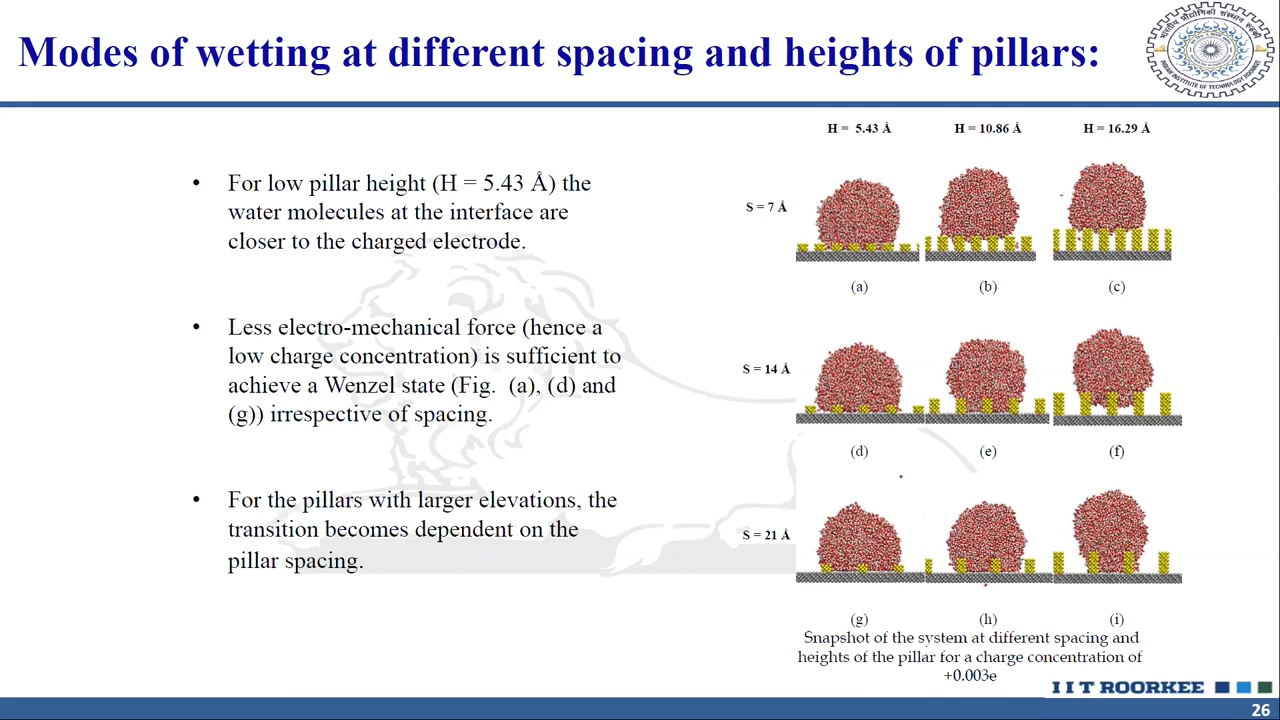 Modes of wetting at different spacing and heights of pillars:
• For low pillar height (H = 5.43 Å) the
water molecules at the interface are
closer to the charged electrode.
• Less electro-mechanical force (hence a
low charge concentration) is sufficient to
achieve a Wenzel state (Fig. (a), (d) and
(g)) irrespective of spacing.
• For the pillars with larger elevations, the
transition becomes dependent on the
pillar spacing.
H = 5.43 Å H = 10.86 Å H = 16.29 Å
S = 7 Å
(a) (b) (c)
S = 14 Å
(d) (e) (f)
S = 21 Å
(g) (h) (i)
Snapshot of the system at different spacing and
heights of the pillar for a charge concentration of
+0.003e
I I T ROORKEE
26